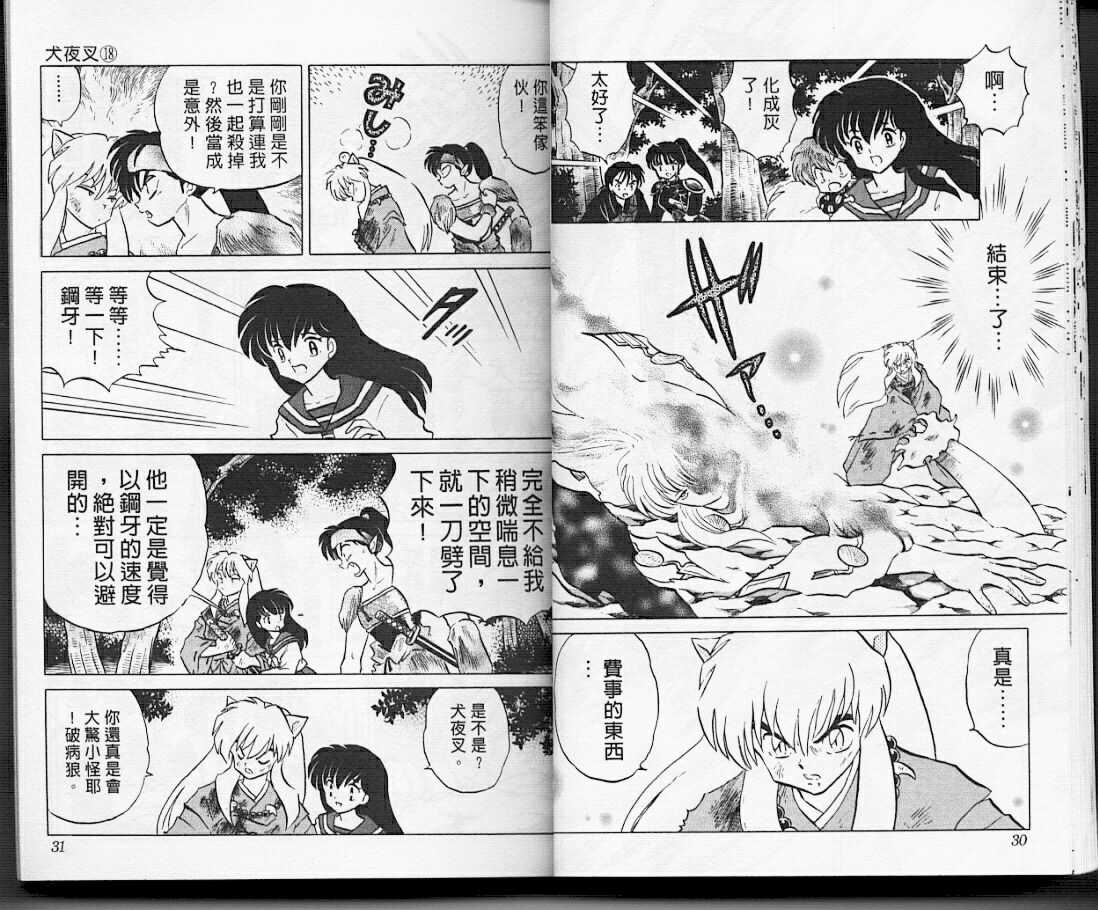 啊…
化成灰
了！
太好了…
結束…了…
シュウ…
真是……
費事的東西
…
30
犬夜叉⑱
你這笨傢
伙！
みし…
你剛剛是不
是打算連我
也一起殺掉
？然後當成
是意外！
……
ダ
等等……
等一下！
鋼牙！
完全不給我
稍微喘息一
下的空間，
就一刀劈了
下來！
他一定是覺得
以鋼牙的速度
，絕對可以避
開的…
是不是？
犬夜叉。
你還真是會
大驚小怪耶
！破病狼。
31